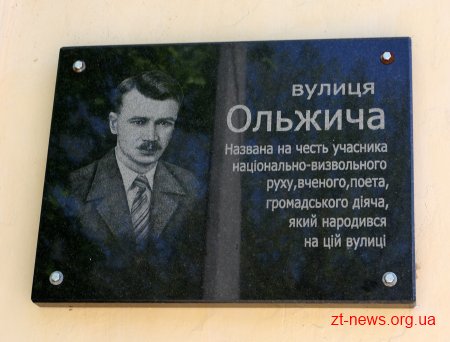 вулиця
Ольжича
Названа на честь учасника
національно-визвольного
руху,вченого,поета,
громадського діяча,
який народився
на цій вулиці
zt-news.org.ua